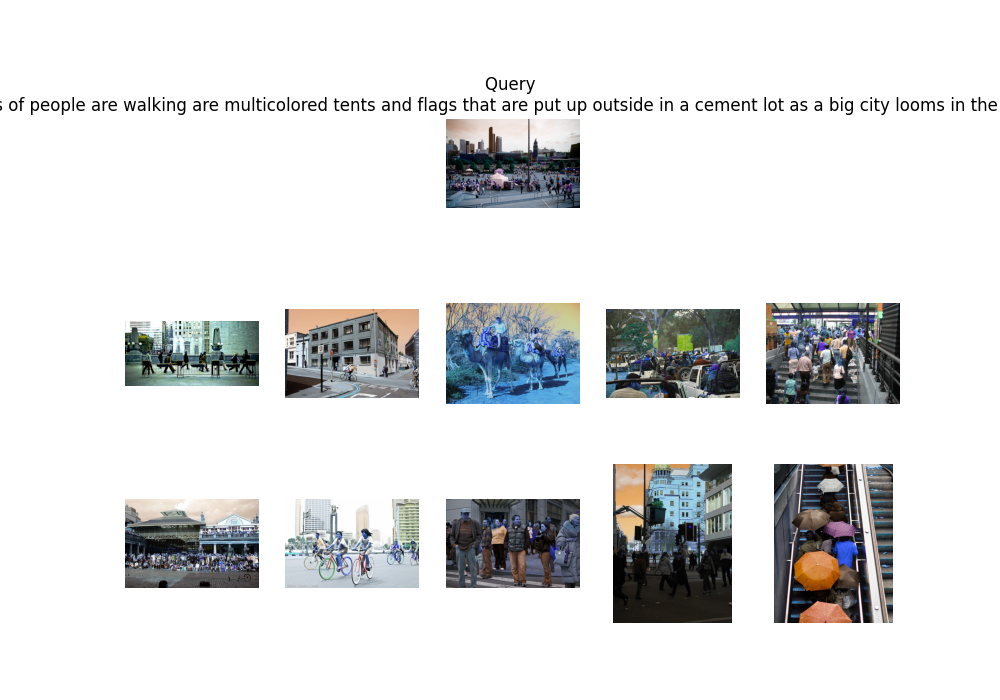 Query
s of people are walking are multicolored tents and flags that are put up outside in a cement lot as a big city looms in the